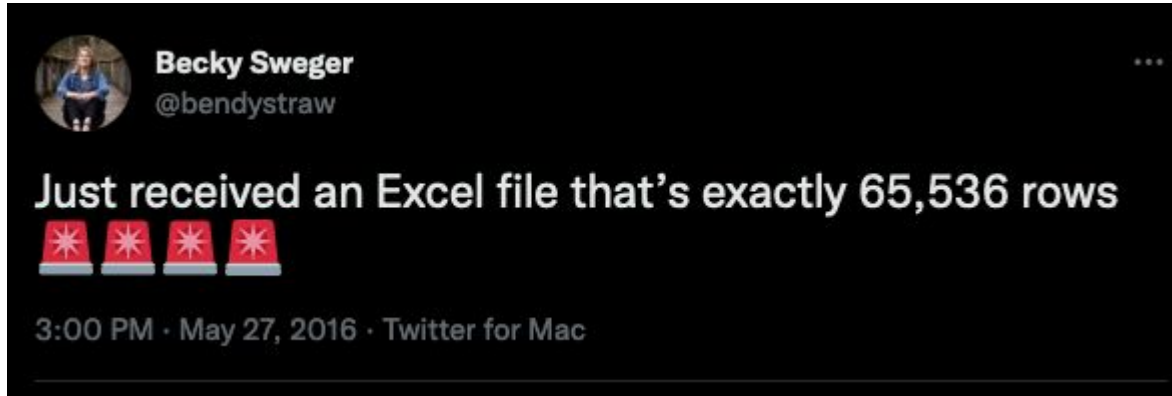 Becky Sweger
@bendystraw
Just received an Excel file that’s exactly 65,536 rows
🚨🚨🚨🚨
3:00 PM · May 27, 2016 · Twitter for Mac